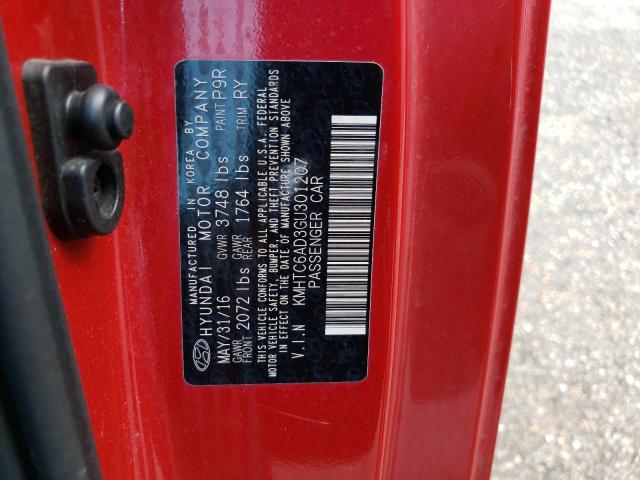 MANUFACTURED IN KOREA BY
HYUNDAI MOTOR COMPANY
MAY/31/16 GVWR 3748 lbs PAINT P9R
GAWR FRONT 2072 lbs GAWR REAR 1764 lbs TRIM RY
THIS VEHICLE CONFORMS TO ALL APPLICABLE U.S.A. FEDERAL
MOTOR VEHICLE SAFETY, BUMPER, AND THEFT PREVENTION STANDARDS
IN EFFECT ON THE DATE OF MANUFACTURE SHOWN ABOVE
V.I.N KMHTC6AD3GU301207
PASSENGER CAR